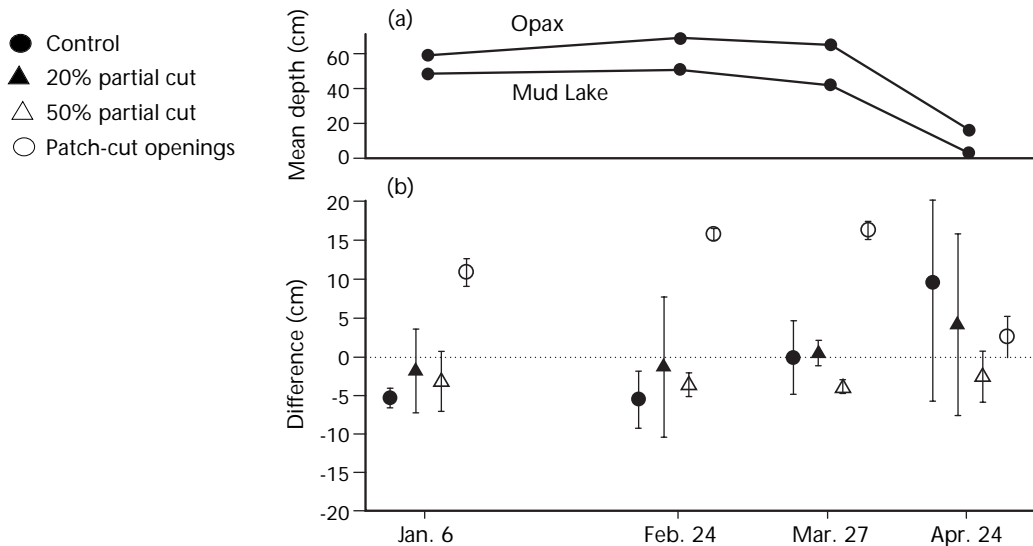 Control
20% partial cut
50% partial cut
Patch-cut openings
(a)
Mean depth (cm)
60
40
20
0
Opax
Mud Lake
(b)
Difference (cm)
20
15
10
5
0
-5
-10
-15
-20
Jan. 6
Feb. 24
Mar. 27
Apr. 24